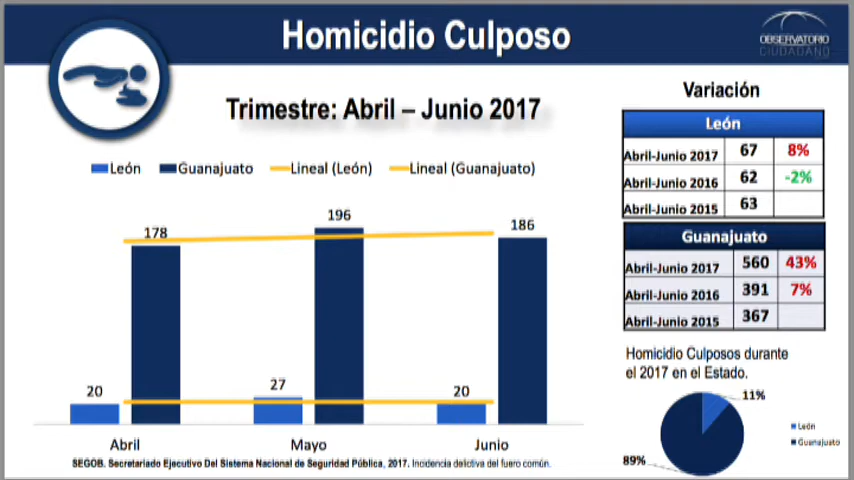 Homicidio Culposo
OBSERVATORIO
CIUDADANO
Trimestre: Abril – Junio 2017
León Guanajuato Lineal (León) Lineal (Guanajuato)
178
196
186
20
27
20
Abril Mayo Junio
SEGOB. Secretariado Ejecutivo Del Sistema Nacional de Seguridad Pública, 2017. Incidencia delictiva del fuero común.
Variación
León
Abril-Junio 2017 67 8%
Abril-Junio 2016 62 -2%
Abril-Junio 2015 63
Guanajuato
Abril-Junio 2017 560 43%
Abril-Junio 2016 391 7%
Abril-Junio 2015 367
Homicidio Culposos durante
el 2017 en el Estado.
11%
León
Guanajuato
89%